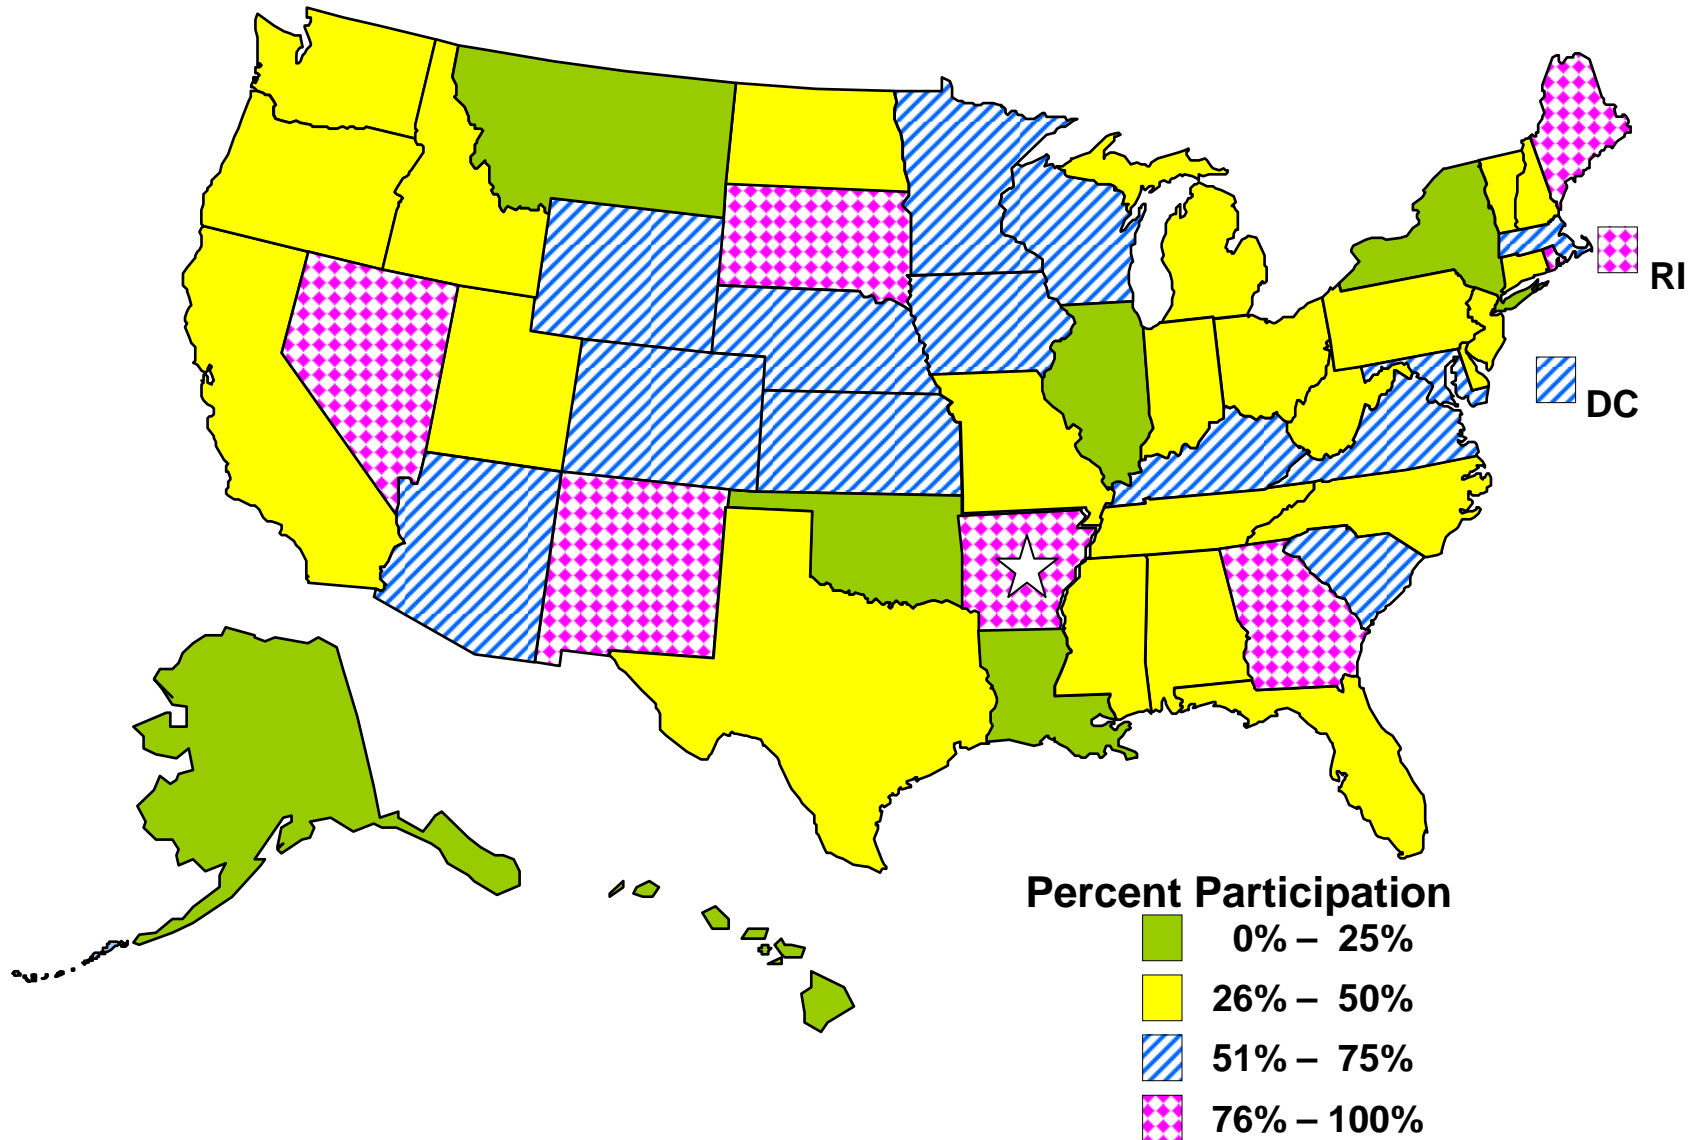 RI
DC
Percent Participation
0% – 25%
26% – 50%
51% – 75%
76% – 100%